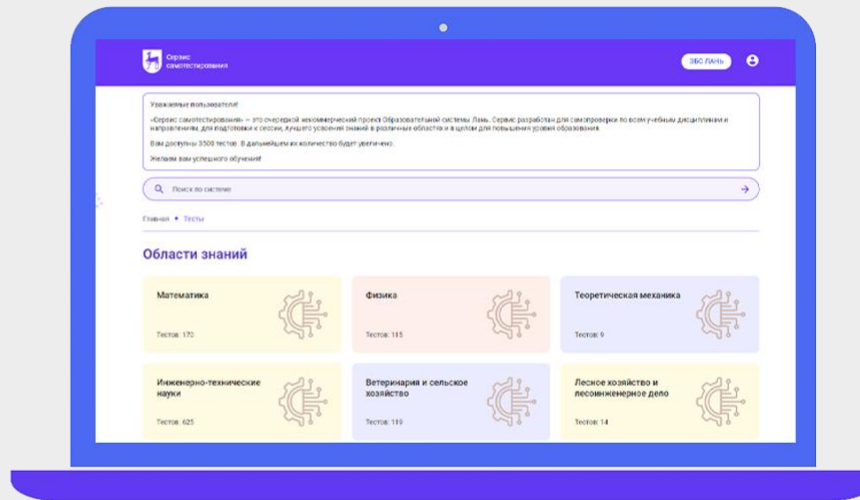 Сервис
самотестирования
ЭБС ЛАНЬ
Уважаемые пользователи!
«Сервис самотестирования» — это очередной некоммерческий проект Образовательной системы Лань. Сервис разработан для самопроверки по всем учебным дисциплинам и
направлениям, для подготовки к сессии, лучшего усвоения знаний в различных областях и в целом для повышения уровня образования.
Вам доступны 3500 тестов. В дальнейшем их количество будет увеличено.
Желаем вам успешного обучения!
Поиск по системе
Главная • Тесты
Области знаний
Математика
Тестов: 170
Физика
Тестов: 115
Теоретическая механика
Тестов: 9
Инженерно-технические
науки
Тестов: 625
Ветеринария и сельское
хозяйство
Тестов: 119
Лесное хозяйство и
лесоинженерное дело
Тестов: 14